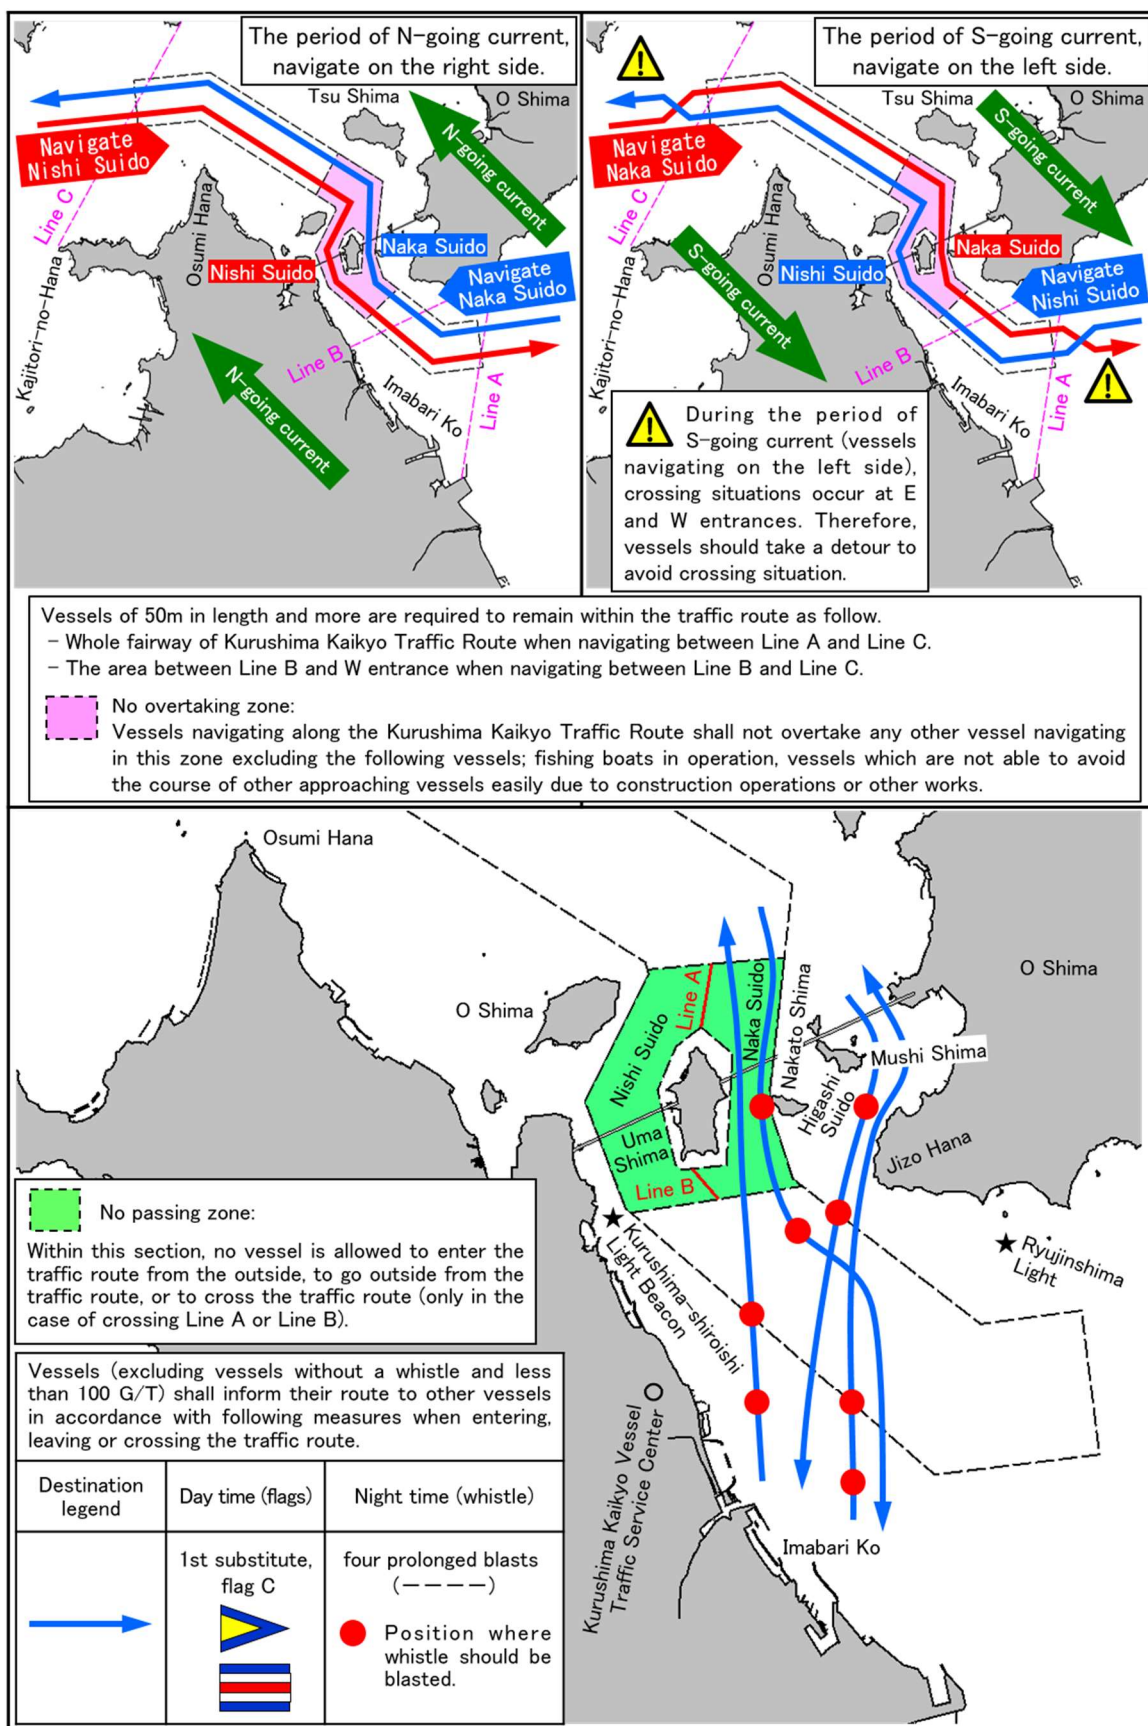 The period of N-going current,
navigate on the right side.
Tsu Shima
O Shima
N-going current
Navigate
Nishi Suido
Line C
Osumi Hana
Kajitori-no-Hana
Nishi Suido
Naka Suido
Navigate
Naka Suido
Line B
N-going current
Imabari Ko
Line A
The period of S-going current,
navigate on the left side.
Tsu Shima
O Shima
S-going current
Navigate
Naka Suido
Line C
Osumi Hana
Kajitori-no-Hana
S-going current
Nishi Suido
Naka Suido
Navigate
Nishi Suido
Line B
Imabari Ko
Line A
During the period of
S-going current (vessels
navigating on the left side),
crossing situations occur at E
and W entrances. Therefore,
vessels should take a detour to
avoid crossing situation.
Vessels of 50m in length and more are required to remain within the traffic route as follow.
- Whole fairway of Kurushima Kaikyo Traffic Route when navigating between Line A and Line C.
- The area between Line B and W entrance when navigating between Line B and Line C.
No overtaking zone:
Vessels navigating along the Kurushima Kaikyo Traffic Route shall not overtake any other vessel navigating
in this zone excluding the following vessels; fishing boats in operation, vessels which are not able to avoid
the course of other approaching vessels easily due to construction operations or other works.
Osumi Hana
O Shima
O Shima
Line A
Naka Suido
Nakato Shima
Nishi Suido
Mushi Shima
Higashi
Suido
Uma
Shima
Jizo Hana
Line B
Kurushima-shiroishi
Light Beacon
Ryujinshima
Light
Kurushima Kaikyo Vessel
Traffic Service Center
Imabari Ko
No passing zone:
Within this section, no vessel is allowed to enter the
traffic route from the outside, to go outside from the
traffic route, or to cross the traffic route (only in the
case of crossing Line A or Line B).
Vessels (excluding vessels without a whistle and less
than 100 G/T) shall inform their route to other vessels
in accordance with following measures when entering,
leaving or crossing the traffic route.
Destination
legend
Day time (flags)
Night time (whistle)
1st substitute,
flag C
four prolonged blasts
(————)
Position where
whistle should be
blasted.